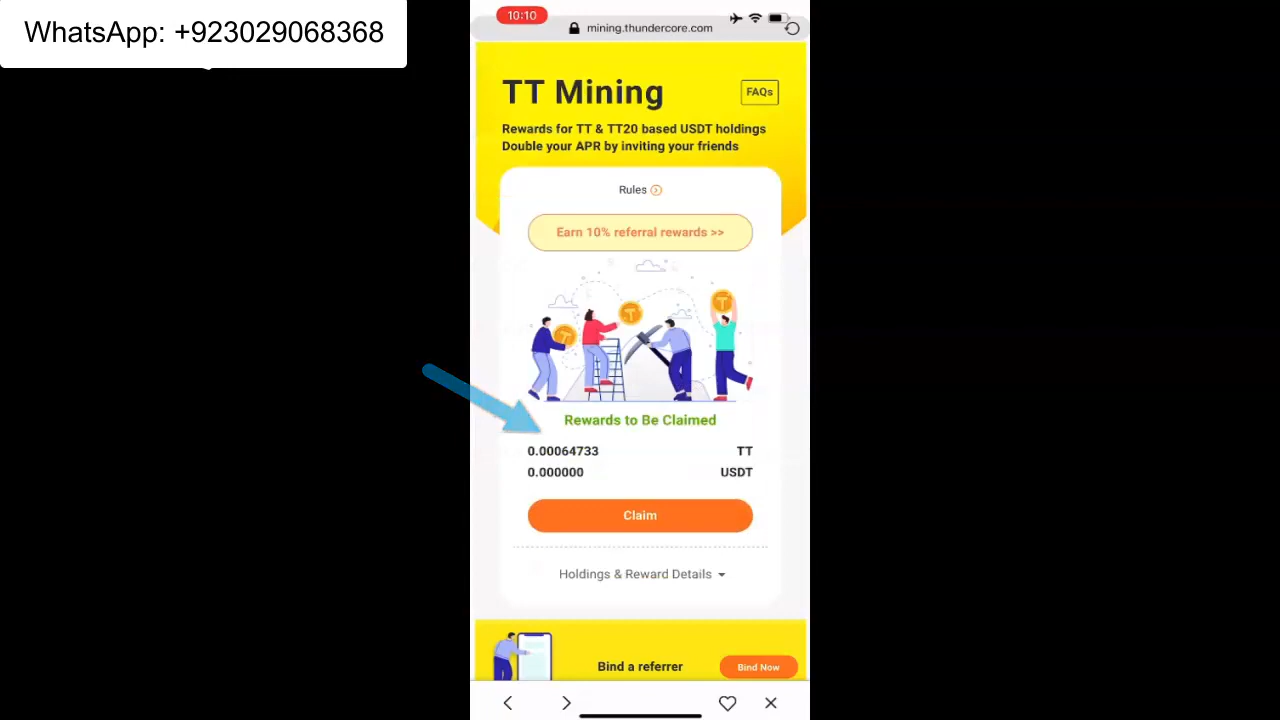 WhatsApp: +923029068368
10:10
mining.thundercore.com
TT Mining
FAQs
Rewards for TT & TT20 based USDT holdings
Double your APR by inviting your friends
Rules
Earn 10% referral rewards >>
Rewards to Be Claimed
0.00064733 TT
0.000000 USDT
Claim
Holdings & Reward Details
Bind a referrer
Bind Now